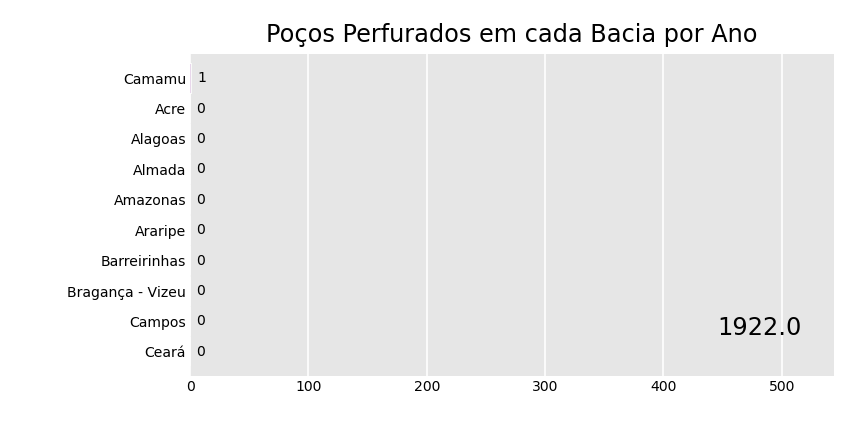 Poços Perfurados em cada Bacia por Ano
Camamu 1
Acre 0
Alagoas 0
Almada 0
Amazonas 0
Araripe 0
Barreirinhas 0
Bragança - Vizeu 0
Campos 0
1922.0
Ceará 0
0 100 200 300 400 500